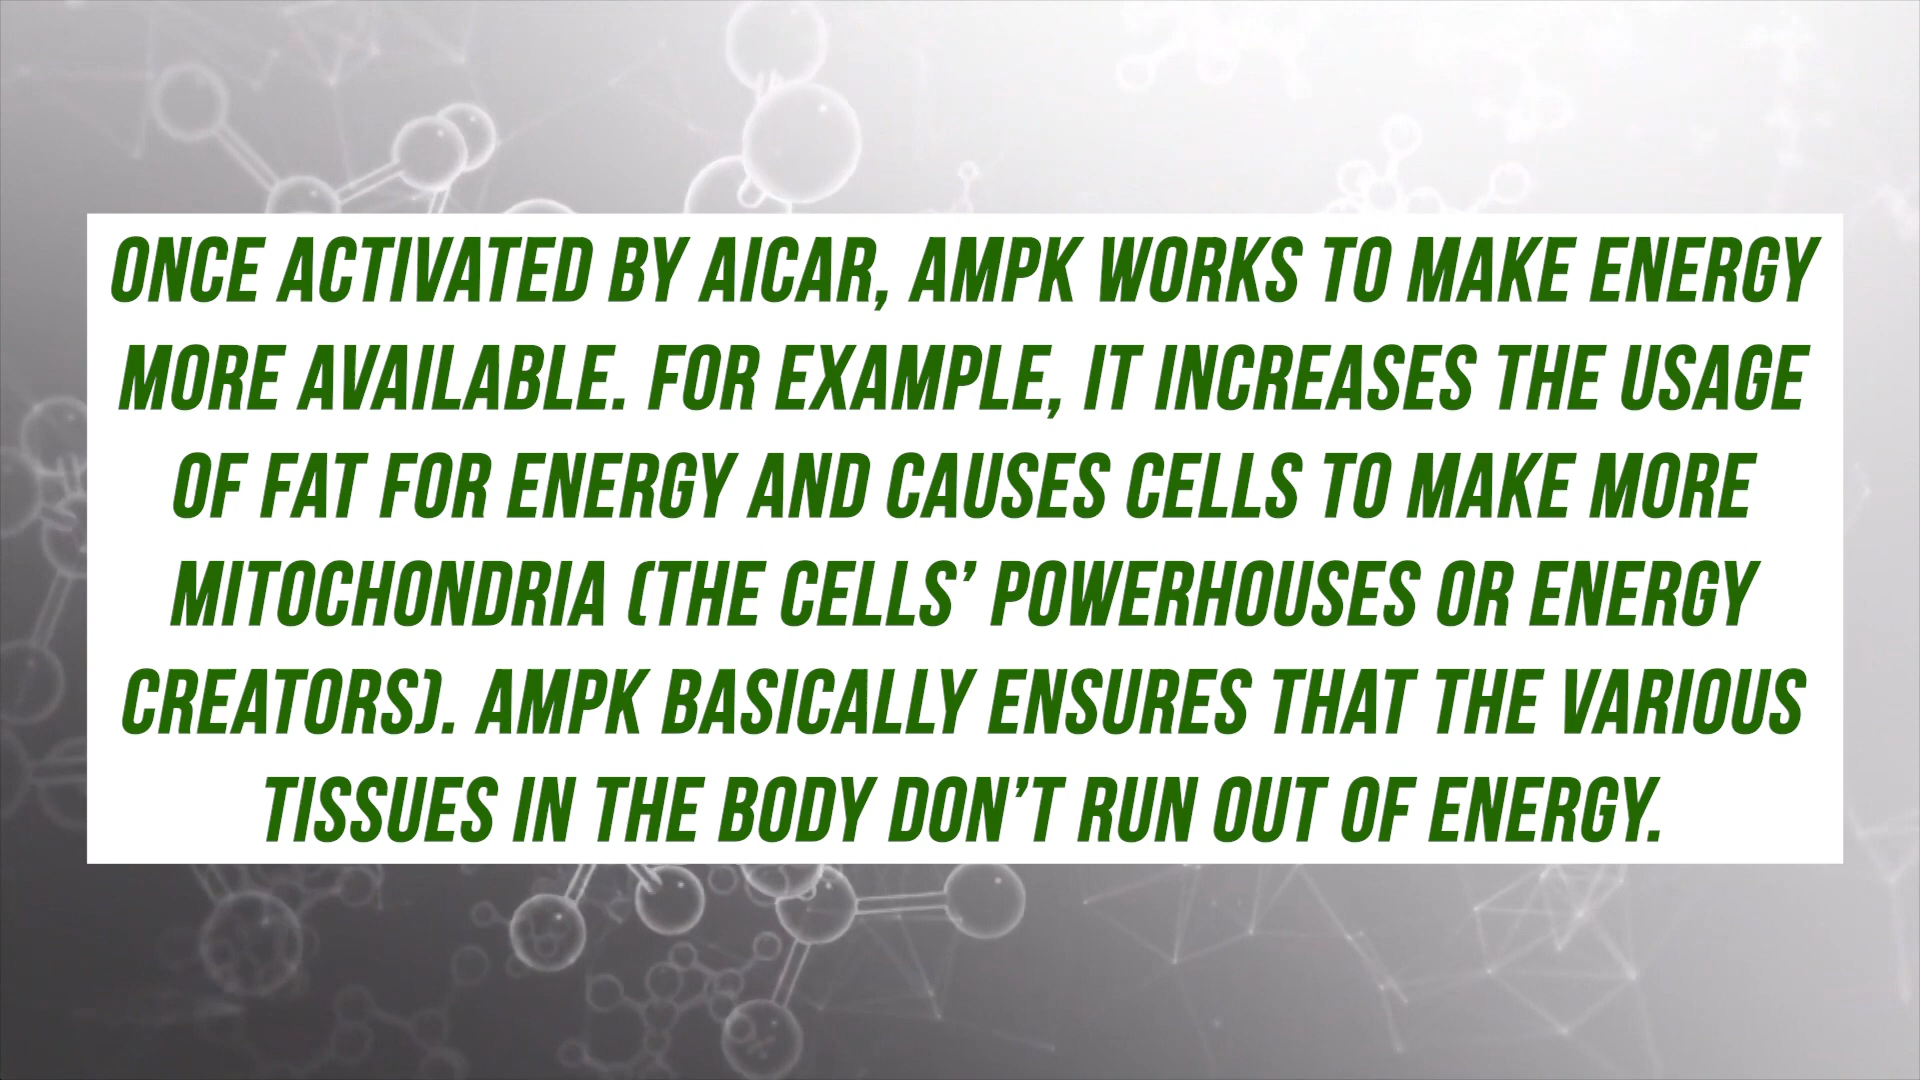 ONCE ACTIVATED BY AICAR, AMPK WORKS TO MAKE ENERGY
MORE AVAILABLE. FOR EXAMPLE, IT INCREASES THE USAGE
OF FAT FOR ENERGY AND CAUSES CELLS TO MAKE MORE
MITOCHONDRIA (THE CELLS’ POWERHOUSES OR ENERGY
CREATORS). AMPK BASICALLY ENSURES THAT THE VARIOUS
TISSUES IN THE BODY DON’T RUN OUT OF ENERGY.